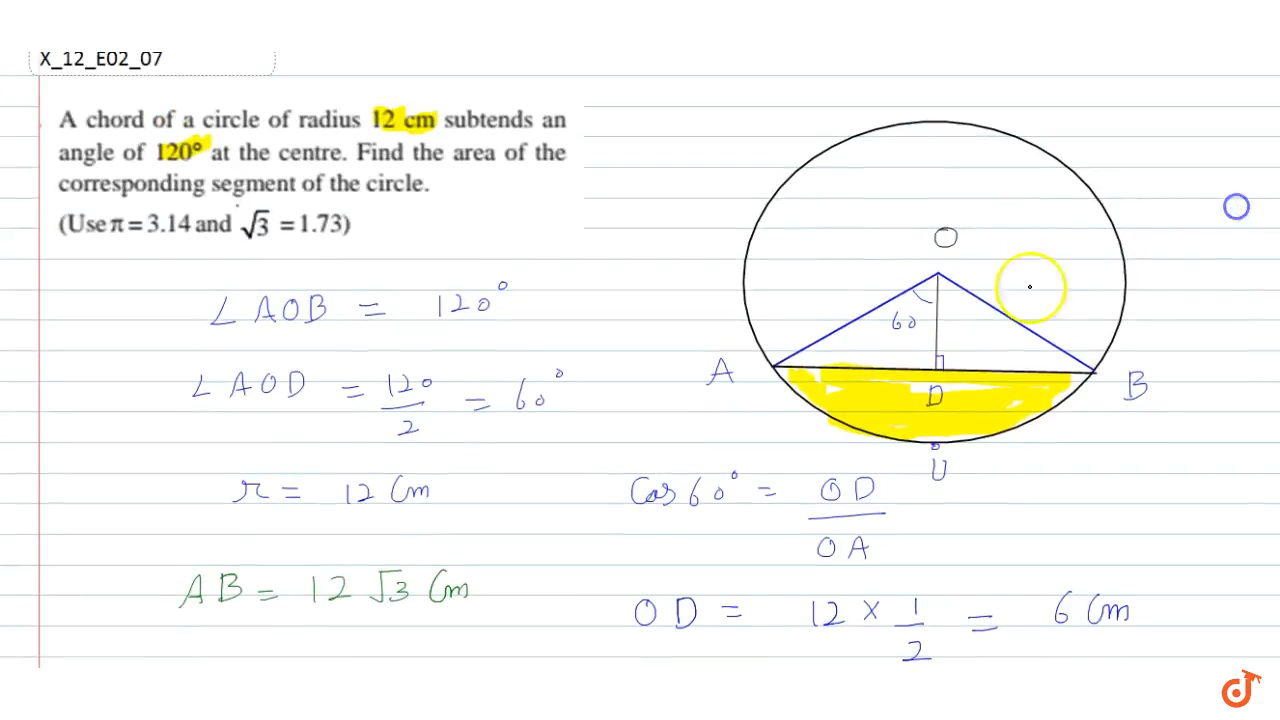 X_12_E02_07
A chord of a circle of radius 12 cm subtends an
angle of 120° at the centre. Find the area of the
corresponding segment of the circle.
(Use π = 3.14 and √3 = 1.73)
∠AOB = 120°
∠AOD = 120/2 = 60°
r = 12 Cm
AB = 12 √3 Cm
O
60
A
D
B
U
Cos 60° = OD/OA
OD = 12 × 1/2 = 6 Cm